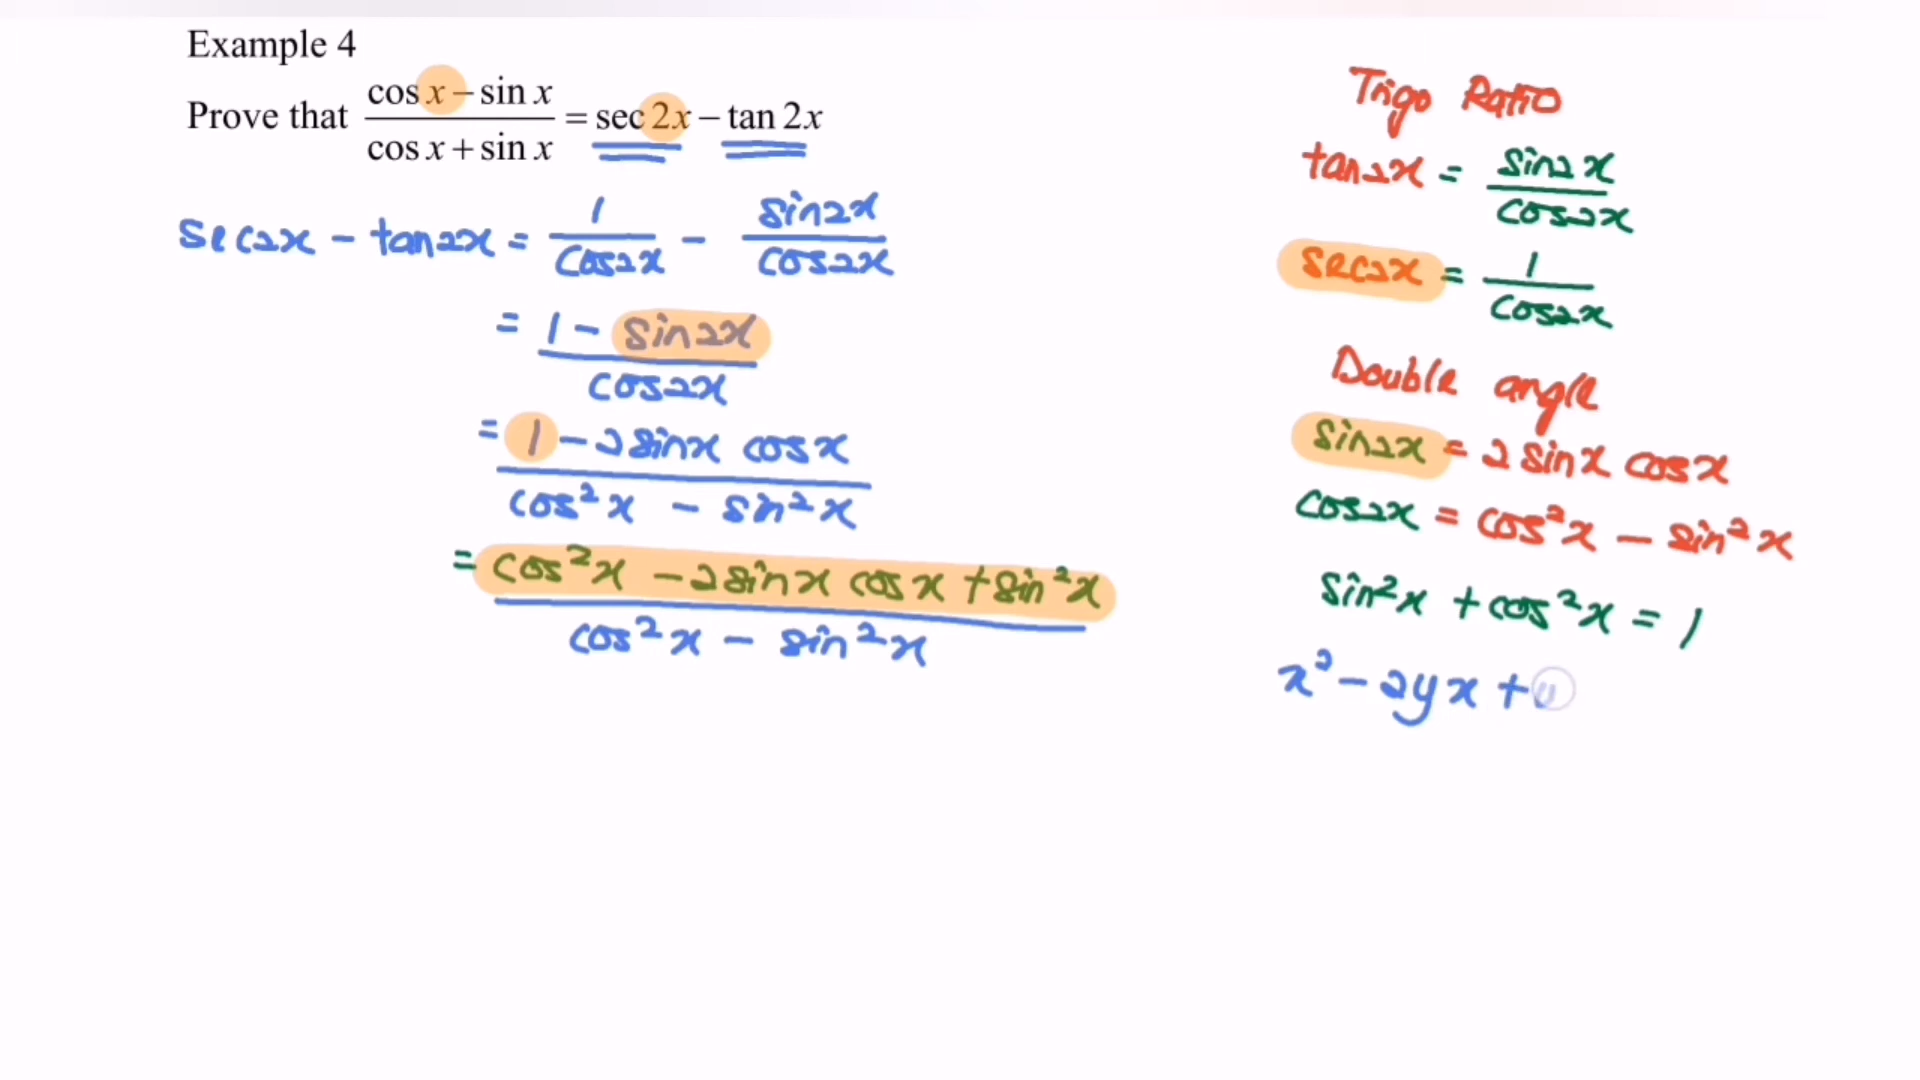 Example 4
Prove that (cos x − sin x)/(cos x + sin x) = sec 2x − tan 2x
sec2x − tan2x = 1/cos2x − sin2x/cos2x
= (1 − sin2x)/cos2x
= (1 − 2sinx cosx)/(cos²x − sin²x)
= (cos²x − 2sinx cosx + sin²x)/(cos²x − sin²x)
Trigo Ratio
tan2x = sin2x/cos2x
sec2x = 1/cos2x
Double angle
sin2x = 2 sinx cosx
cos2x = cos²x − sin²x
sin²x + cos²x = 1
x² − 2yx +